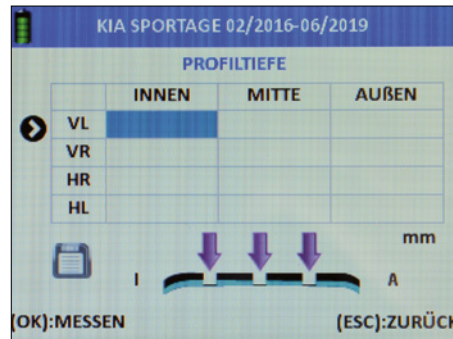 KIA SPORTAGE 02/2016-06/2019
PROFILTIEFE
INNEN MITTE AUßEN
VL
VR
HR
HL
mm
I A
(OK):MESSEN (ESC):ZURÜCK